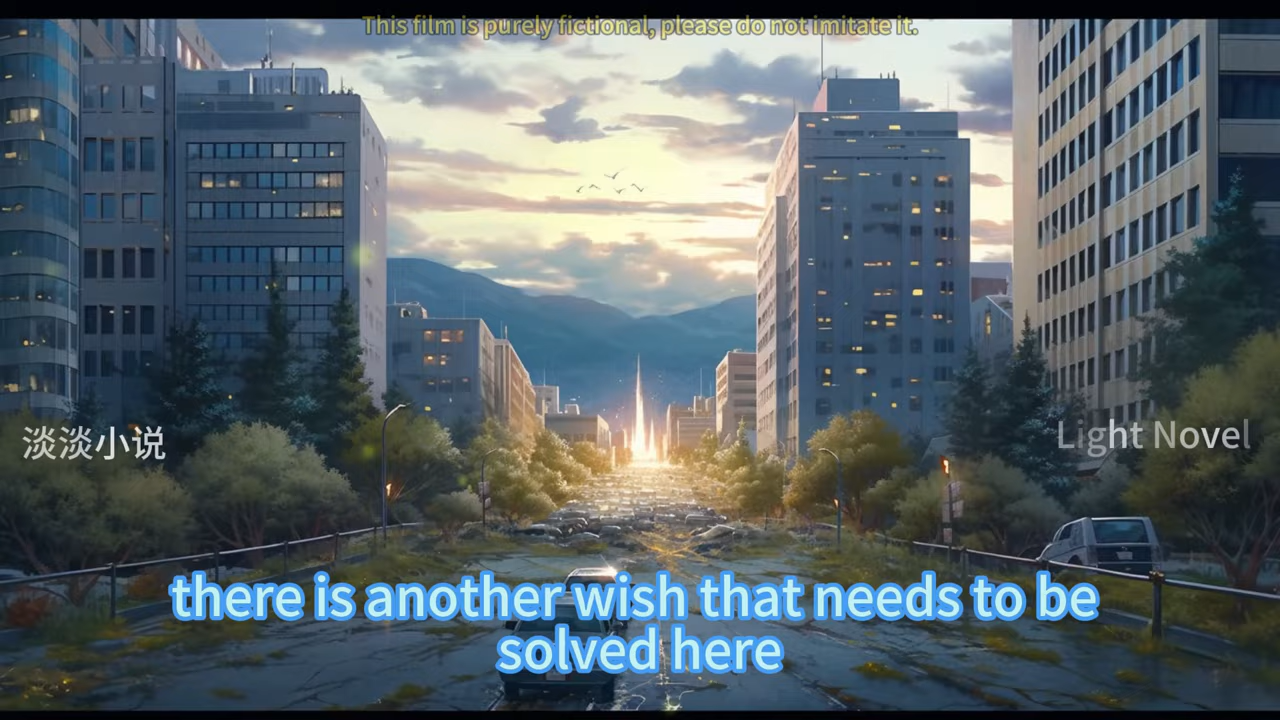 This film is purely fictional, please do not imitate it.
淡淡小说
Light Novel
there is another wish that needs to be
solved here